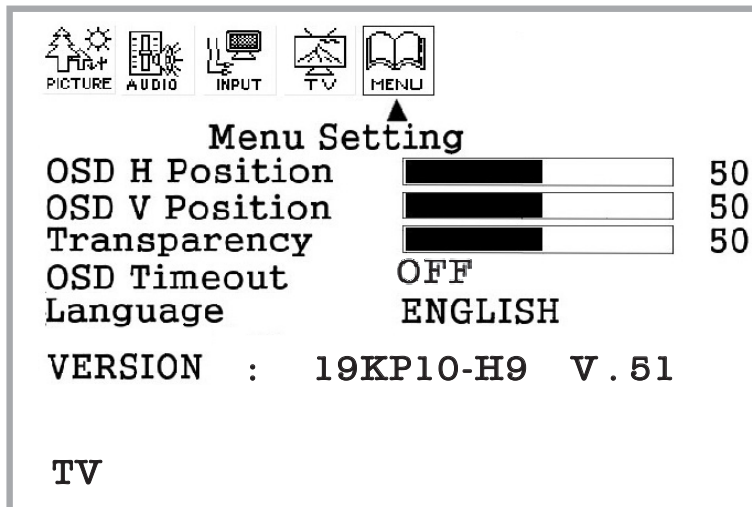 PICTURE AUDIO INPUT TV MENU
Menu Setting
OSD H Position 50
OSD V Position 50
Transparency 50
OSD Timeout OFF
Language ENGLISH
VERSION : 19KP10-H9 V.51
TV